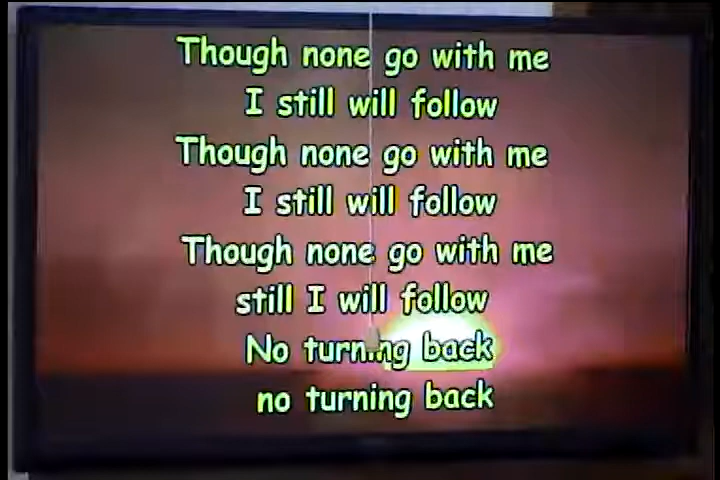 Though none go with me
I still will follow
Though none go with me
I still will follow
Though none go with me
still I will follow
No turning back
no turning back